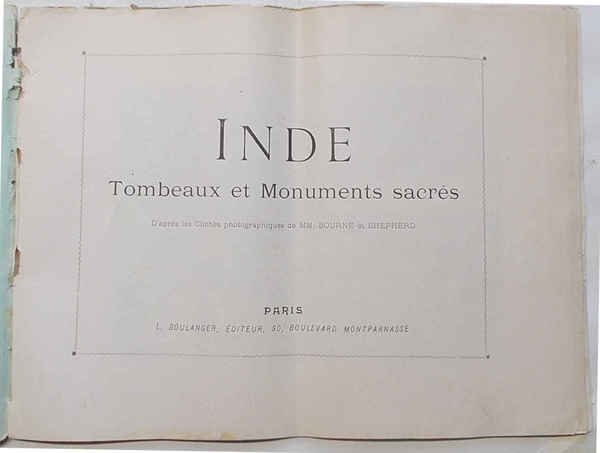 INDE
Tombeaux et Monuments sacrés
D'après les Clichés photographiques de MM. BOURNE et SHEPHERD
PARIS
L. BOULANGER, ÉDITEUR, 90, BOULEVARD MONTPARNASSE